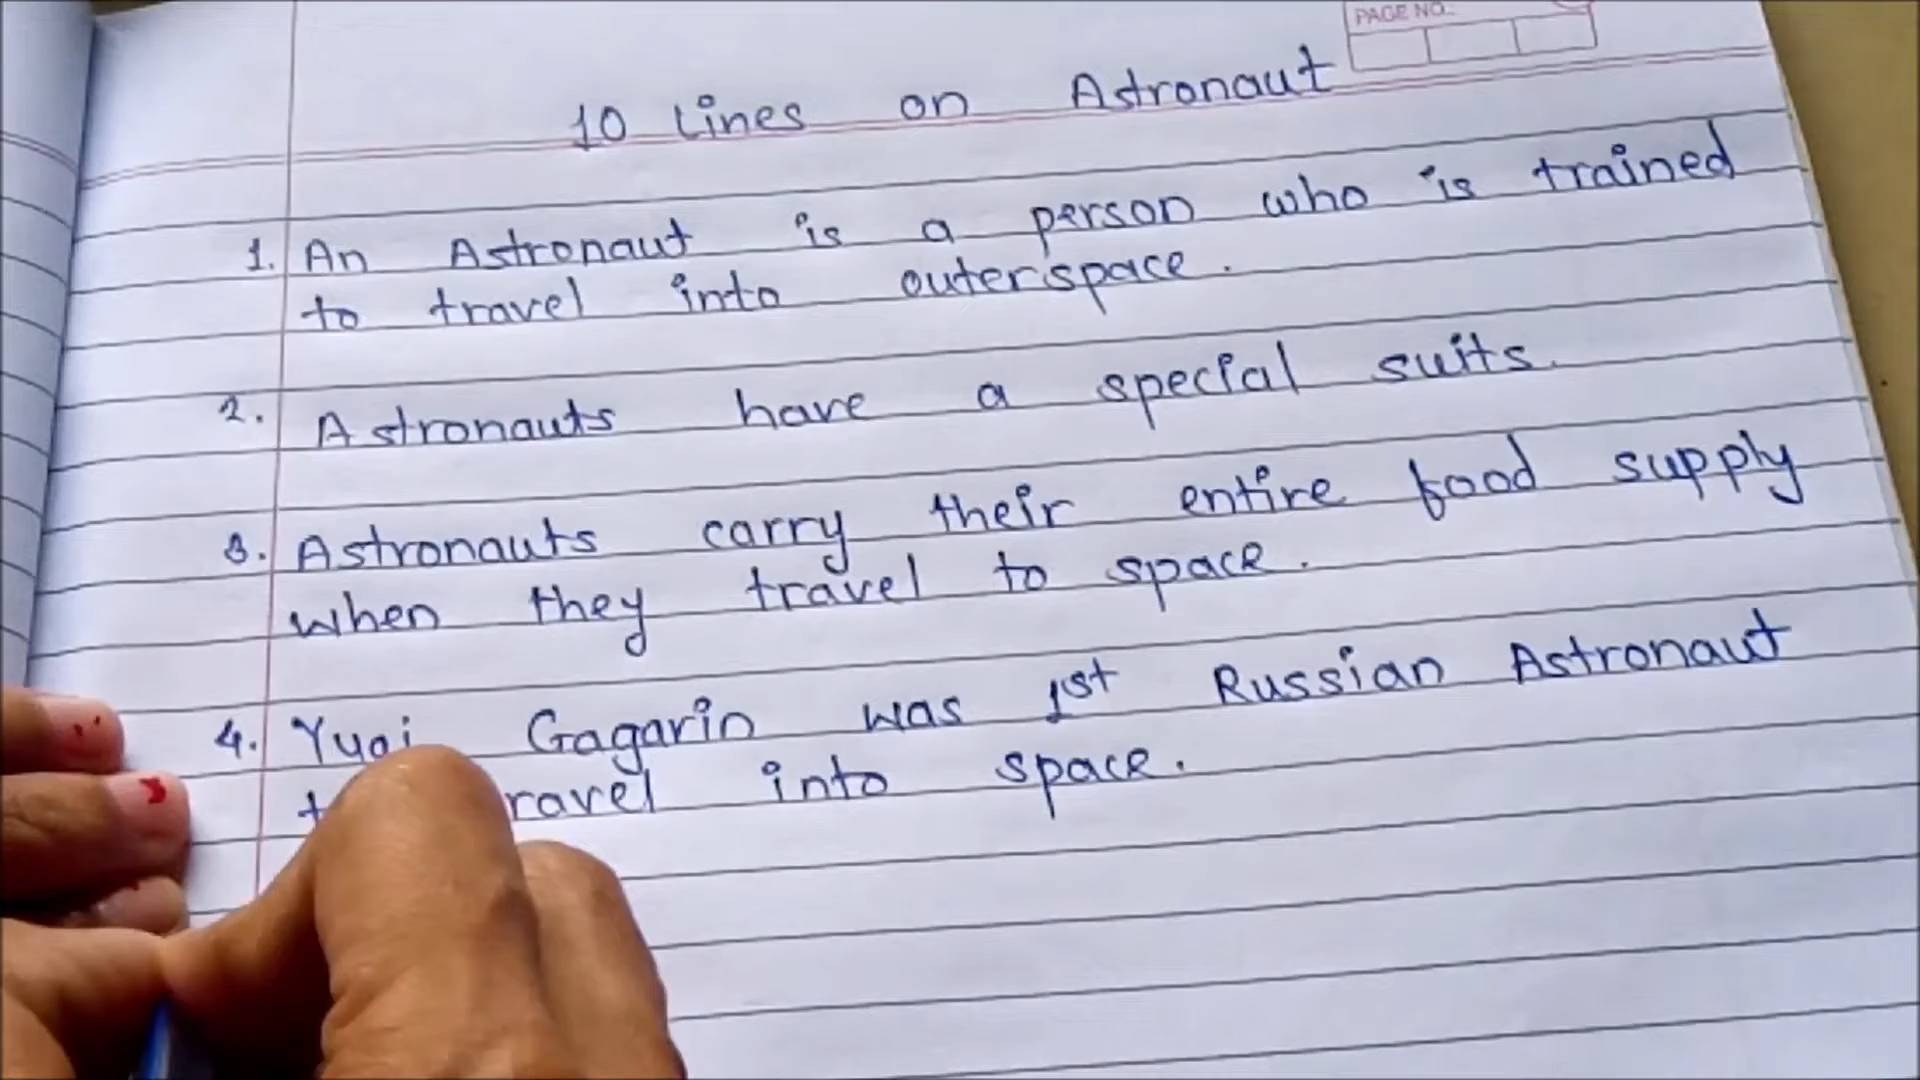 PAGE NO.
10 Lines on Astronaut
1. An Astronaut is a person who is trained
to travel into outerspace.
2. Astronauts have a special suits.
3. Astronauts carry their entire food supply
when they travel to space.
4. Gagarin was 1st Russian Astronaut
into space.